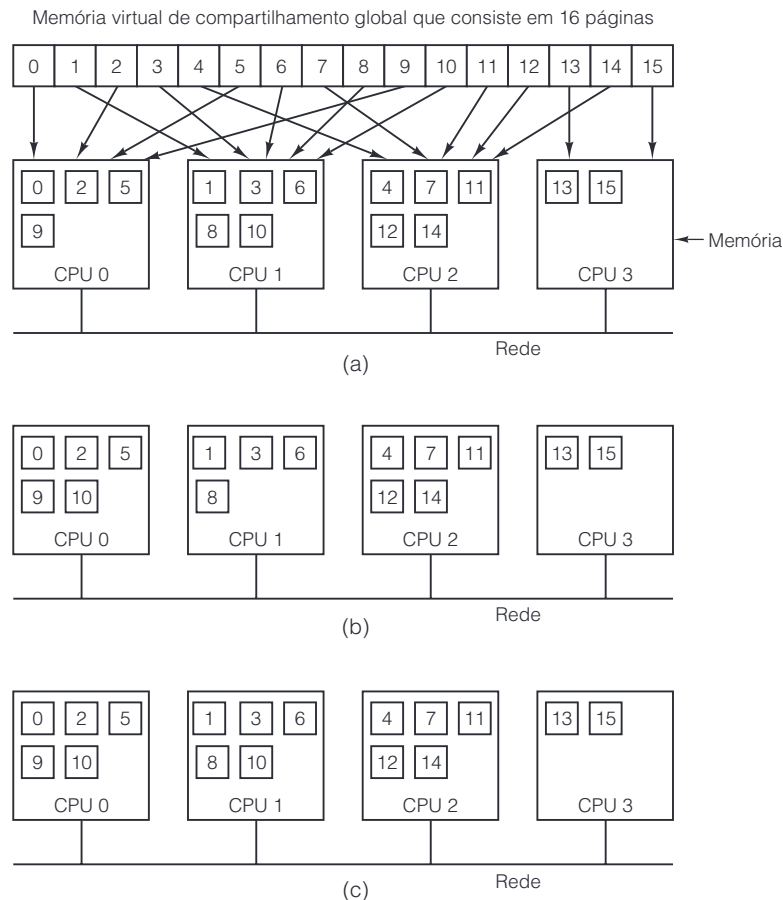 Memória virtual de compartilhamento global que consiste em 16 páginas
0 1 2 3 4 5 6 7 8 9 10 11 12 13 14 15
0 2 5 1 3 6 4 7 11 13 15
9 8 10 12 14
Memória
CPU 0 CPU 1 CPU 2 CPU 3
Rede
(a)
0 2 5 1 3 6 4 7 11 13 15
9 10 8 12 14
CPU 0 CPU 1 CPU 2 CPU 3
Rede
(b)
0 2 5 1 3 6 4 7 11 13 15
9 10 8 10 12 14
CPU 0 CPU 1 CPU 2 CPU 3
Rede
(c)